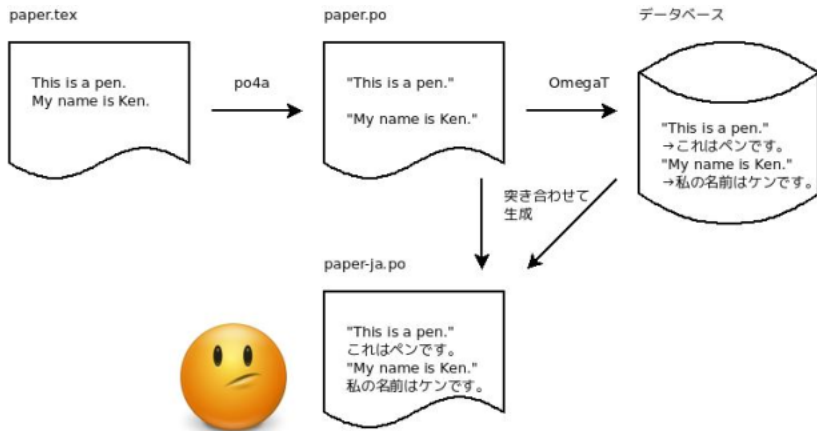 paper.tex
This is a pen.
My name is Ken.
po4a
paper.po
"This is a pen."
"My name is Ken."
OmegaT
データベース
"This is a pen."
→これはペンです。
"My name is Ken."
→私の名前はケンです。
突き合わせて
生成
paper-ja.po
"This is a pen."
これはペンです。
"My name is Ken."
私の名前はケンです。